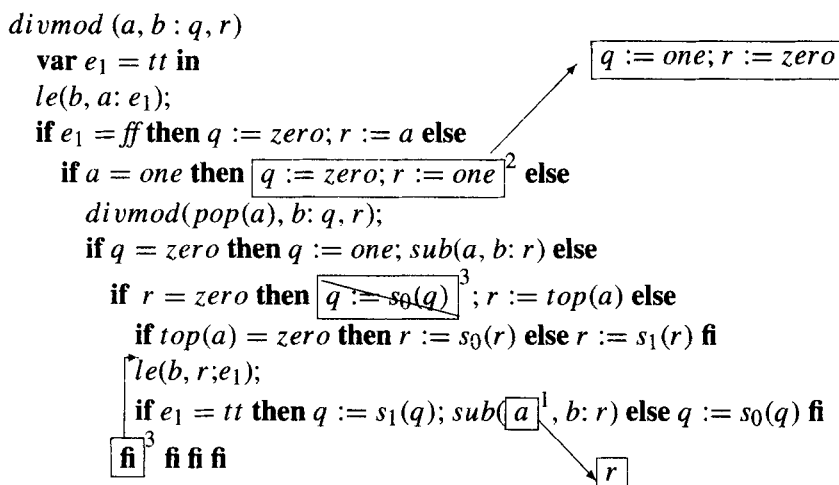 divmod (a, b : q, r)
var e₁ = tt in
q := one; r := zero
le(b, a: e₁);
if e₁ = ff then q := zero; r := a else
if a = one then q := zero; r := one ² else
divmod(pop(a), b: q, r);
if q = zero then q := one; sub(a, b: r) else
if r = zero then q := s₀(q) ³; r := top(a) else
if top(a) = zero then r := s₀(r) else r := s₁(r) fi
le(b, r;e₁);
if e₁ = tt then q := s₁(q); sub(a ¹, b: r) else q := s₀(q) fi
fi ³ fi fi fi
r